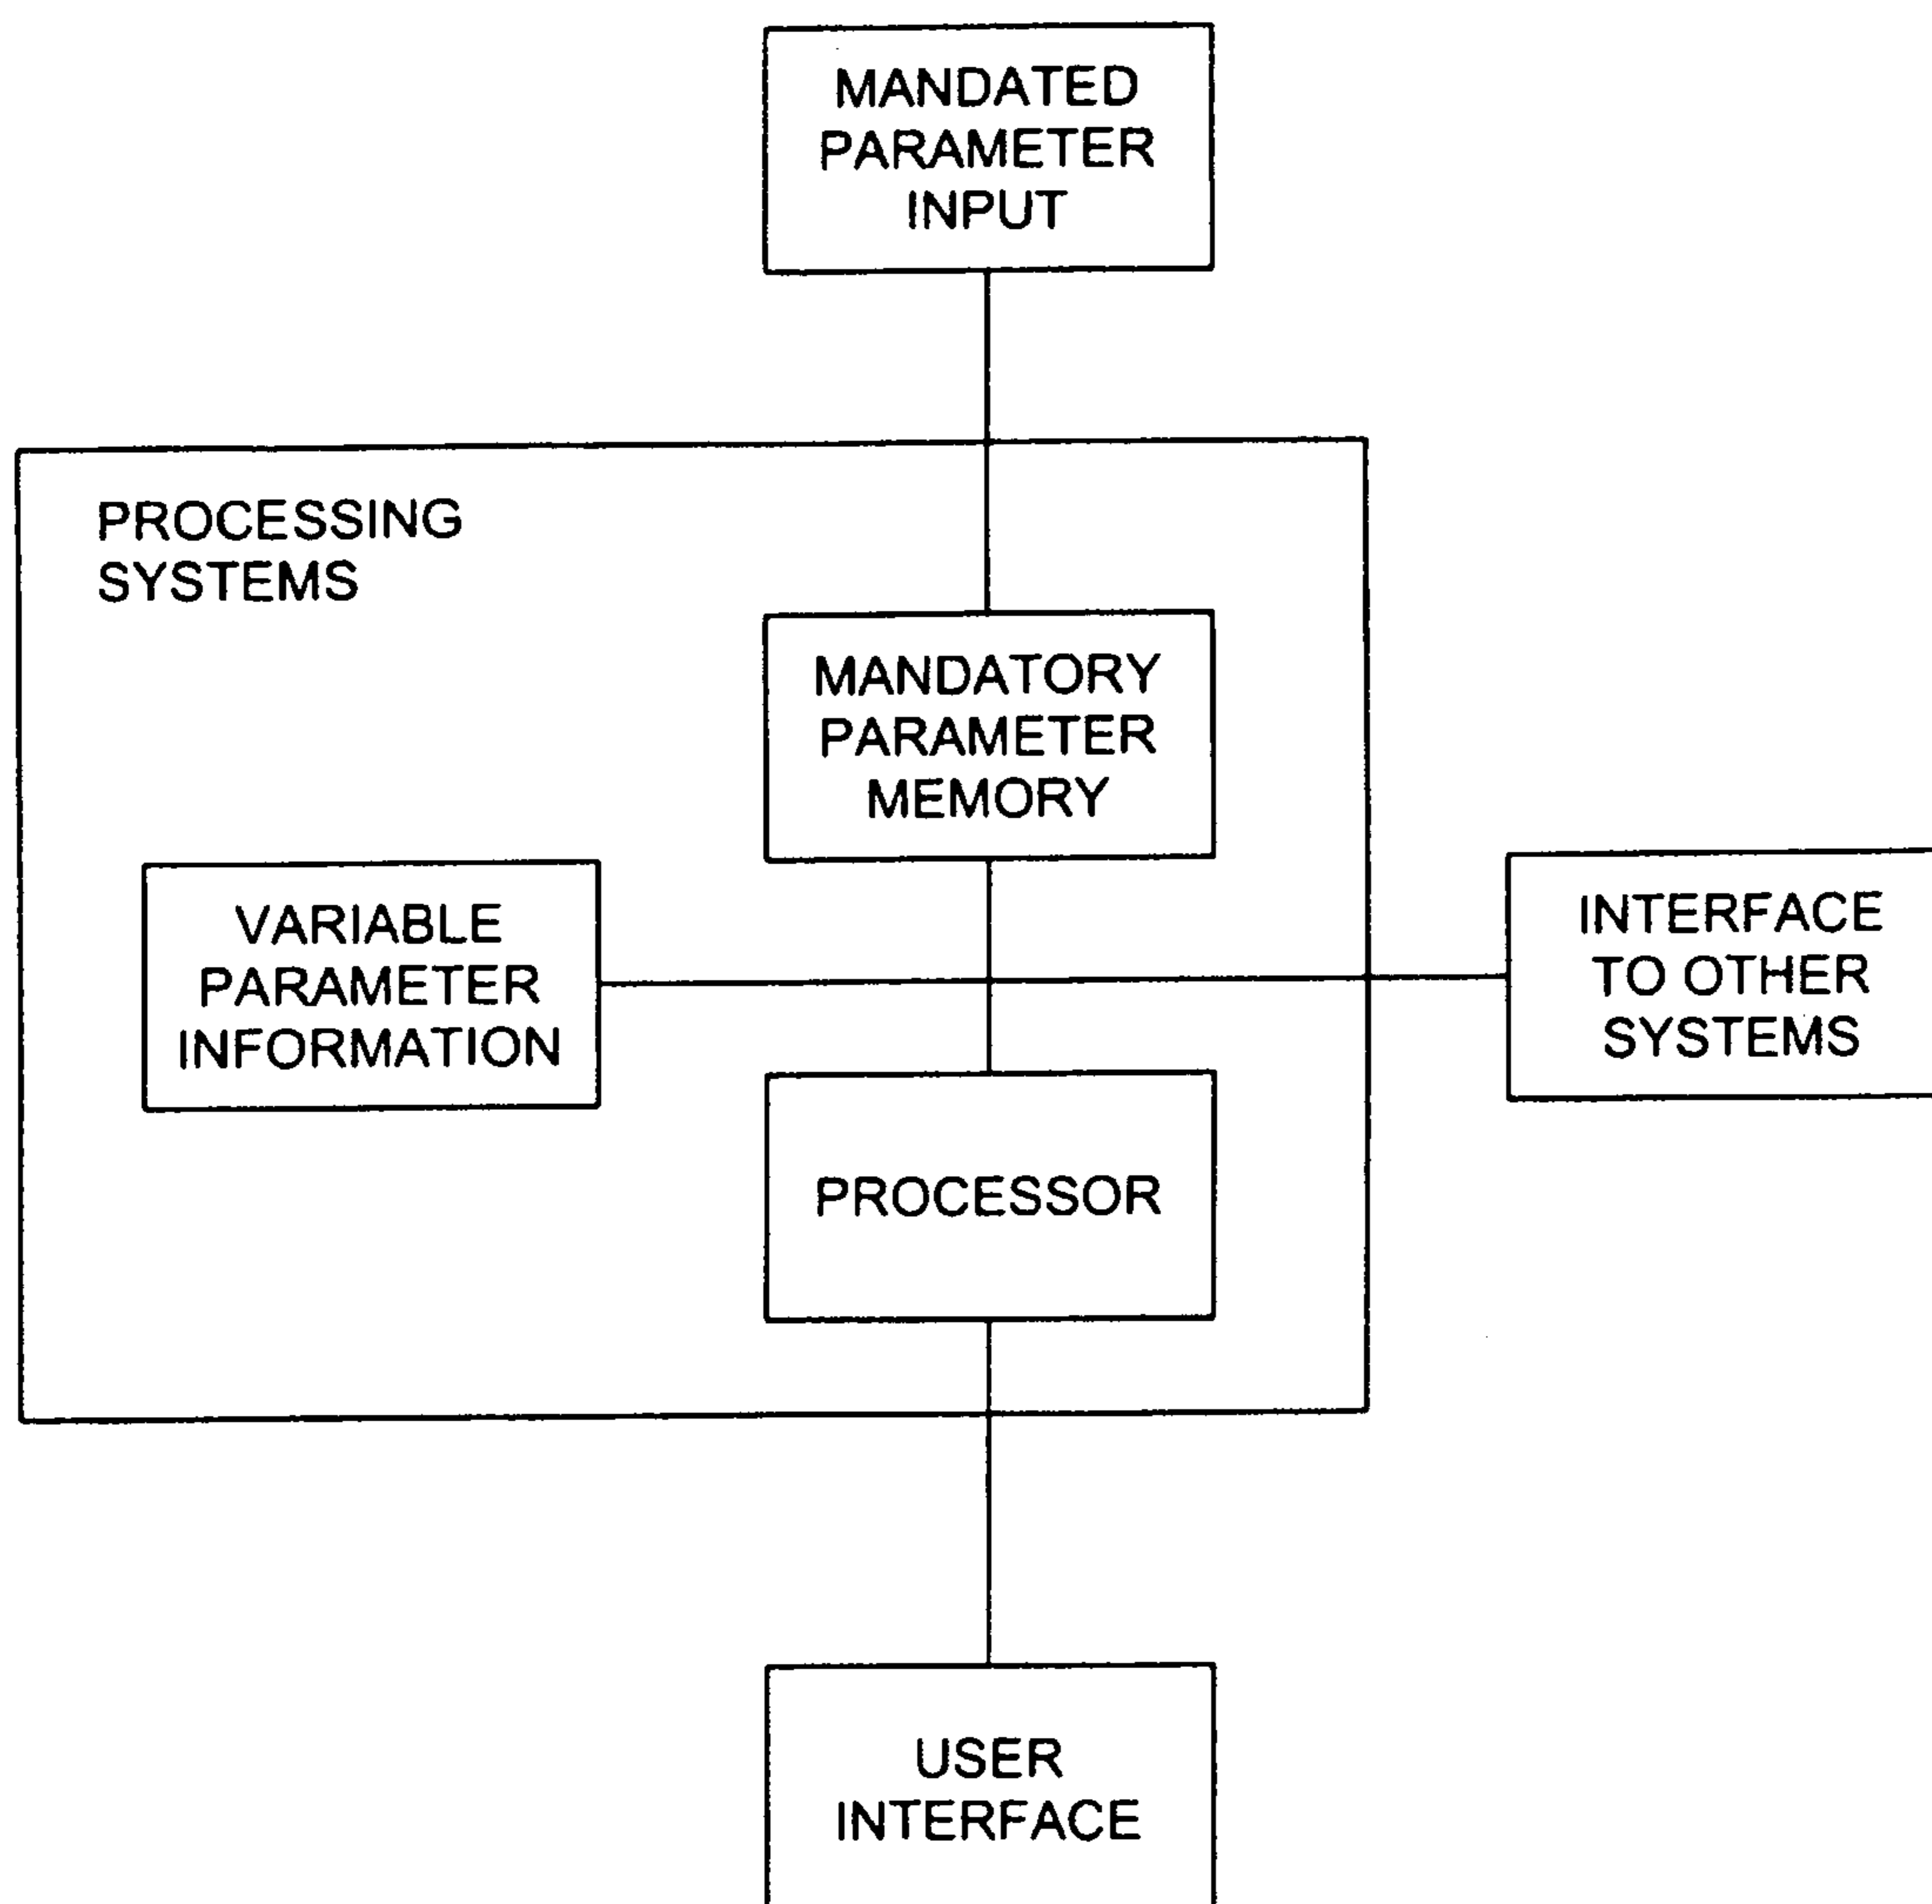 MANDATED
PARAMETER
INPUT
PROCESSING
SYSTEMS
MANDATORY
PARAMETER
MEMORY
VARIABLE
PARAMETER
INFORMATION
INTERFACE
TO OTHER
SYSTEMS
PROCESSOR
USER
INTERFACE